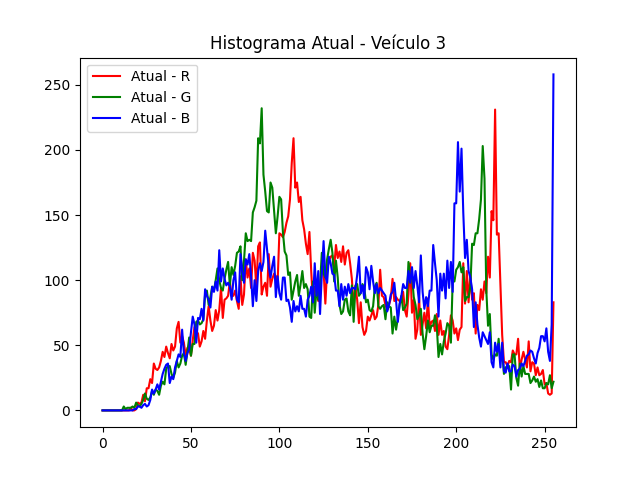 Histograma Atual - Veículo 3
Atual - R
Atual - G
Atual - B
250
200
150
100
50
0
0 50 100 150 200 250